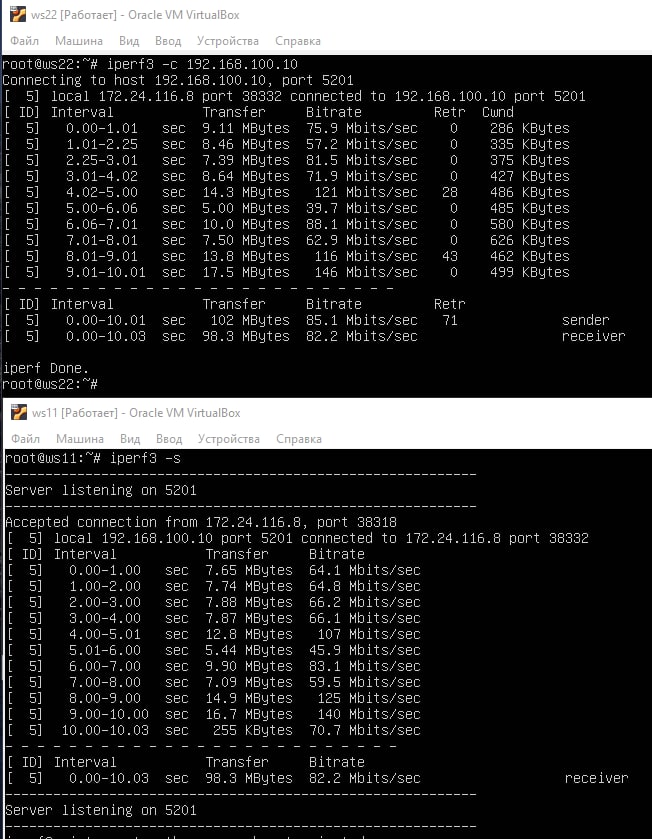 ws22 [Работает] - Oracle VM VirtualBox
Файл Машина Вид Ввод Устройства Справка
root@ws22:~# iperf3 -c 192.168.100.10
Connecting to host 192.168.100.10, port 5201
[  5] local 172.24.116.8 port 38332 connected to 192.168.100.10 port 5201
[ ID] Interval           Transfer     Bitrate         Retr  Cwnd
[  5]   0.00-1.01   sec  9.11 MBytes  75.9 Mbits/sec    0    286 KBytes
[  5]   1.01-2.25   sec  8.46 MBytes  57.2 Mbits/sec    0    335 KBytes
[  5]   2.25-3.01   sec  7.39 MBytes  81.5 Mbits/sec    0    375 KBytes
[  5]   3.01-4.02   sec  8.64 MBytes  71.9 Mbits/sec    0    427 KBytes
[  5]   4.02-5.00   sec  14.3 MBytes   121 Mbits/sec   28    486 KBytes
[  5]   5.00-6.06   sec  5.00 MBytes  39.7 Mbits/sec    0    485 KBytes
[  5]   6.06-7.01   sec  10.0 MBytes  88.1 Mbits/sec    0    580 KBytes
[  5]   7.01-8.01   sec  7.50 MBytes  62.9 Mbits/sec    0    626 KBytes
[  5]   8.01-9.01   sec  13.8 MBytes   116 Mbits/sec   43    462 KBytes
[  5]   9.01-10.01  sec  17.5 MBytes   146 Mbits/sec    0    499 KBytes
- - - - - - - - - - - - - - - - - - - - - - - - -
[ ID] Interval           Transfer     Bitrate         Retr
[  5]   0.00-10.01  sec   102 MBytes  85.1 Mbits/sec   71             sender
[  5]   0.00-10.03  sec  98.3 MBytes  82.2 Mbits/sec                  receiver
iperf Done.
root@ws22:~#
ws11 [Работает] - Oracle VM VirtualBox
Файл Машина Вид Ввод Устройства Справка
root@ws11:~# iperf3 -s
-----------------------------------------------------------
Server listening on 5201
-----------------------------------------------------------
Accepted connection from 172.24.116.8, port 38318
[  5] local 192.168.100.10 port 5201 connected to 172.24.116.8 port 38332
[ ID] Interval           Transfer     Bitrate
[  5]   0.00-1.00   sec  7.65 MBytes  64.1 Mbits/sec
[  5]   1.00-2.00   sec  7.74 MBytes  64.8 Mbits/sec
[  5]   2.00-3.00   sec  7.88 MBytes  66.2 Mbits/sec
[  5]   3.00-4.00   sec  7.87 MBytes  66.1 Mbits/sec
[  5]   4.00-5.01   sec  12.8 MBytes   107 Mbits/sec
[  5]   5.01-6.00   sec  5.44 MBytes  45.9 Mbits/sec
[  5]   6.00-7.00   sec  9.90 MBytes  83.1 Mbits/sec
[  5]   7.00-8.00   sec  7.09 MBytes  59.5 Mbits/sec
[  5]   8.00-9.00   sec  14.9 MBytes   125 Mbits/sec
[  5]   9.00-10.00  sec  16.7 MBytes   140 Mbits/sec
[  5]  10.00-10.03  sec   255 KBytes  70.7 Mbits/sec
- - - - - - - - - - - - - - - - - - - - - - - - -
[ ID] Interval           Transfer     Bitrate
[  5]   0.00-10.03  sec  98.3 MBytes  82.2 Mbits/sec                  receiver
-----------------------------------------------------------
Server listening on 5201
-----------------------------------------------------------